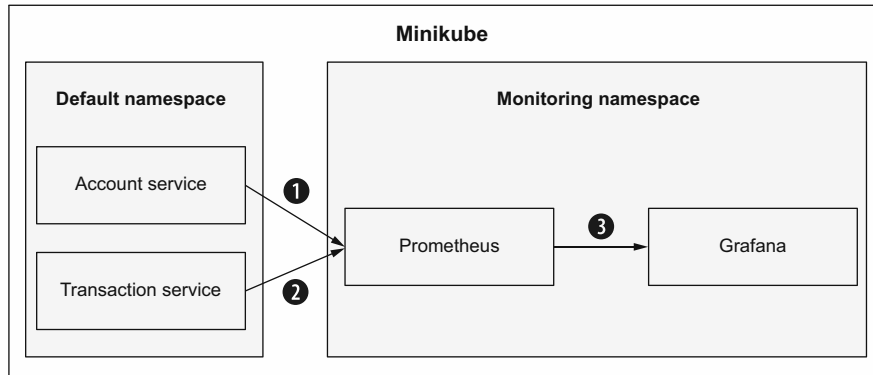 Minikube
Default namespace
Monitoring namespace
Account service
1
Prometheus
3
Grafana
Transaction service
2